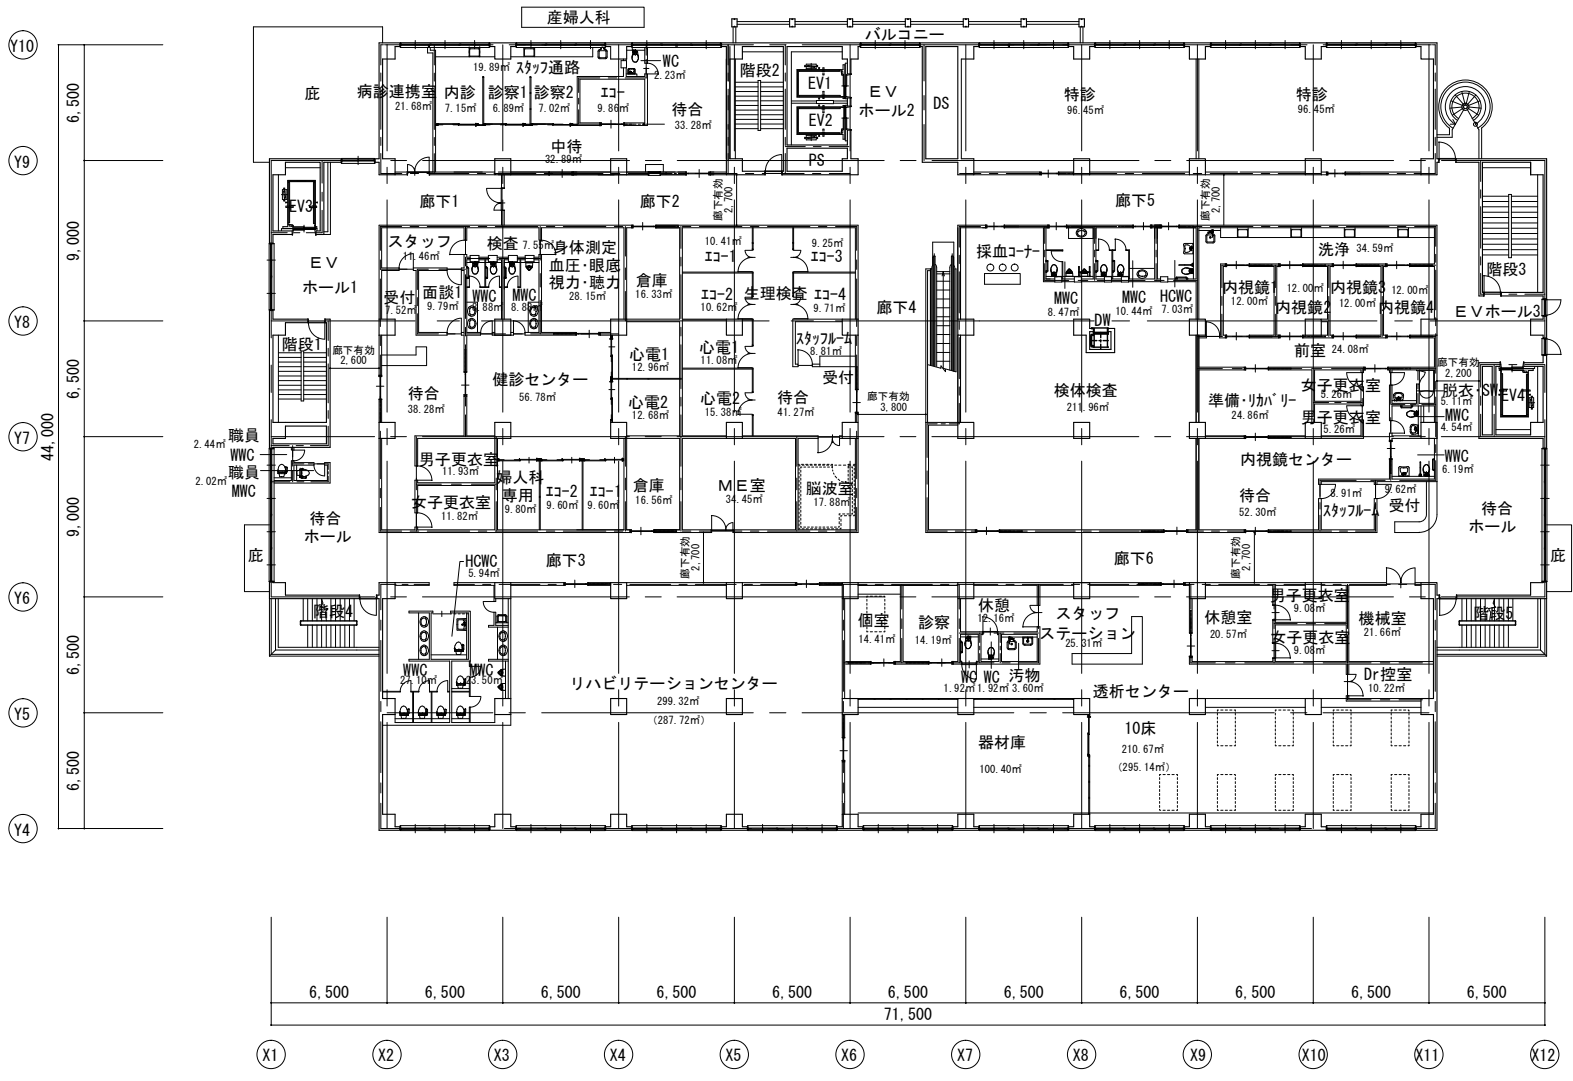 産婦人科
バルコニー
Y10
Y9
Y8
Y7
Y6
Y5
Y4
6,500
9,000
6,500
9,000
6,500
6,500
44,000
庇
病診連携室
21.68㎡
19.89㎡ スタッフ通路
内診
7.15㎡
診察1
6.89㎡
診察2
7.02㎡
エコー
9.86㎡
WC
2.23㎡
待合
33.28㎡
中待
32.89㎡
階段2
EV1
EV2
PS
EV
ホール2
DS
特診
96.45㎡
特診
96.45㎡
EV3
廊下1
廊下2
廊下有効
2,700
廊下5
廊下有効
2,700
階段3
EV
ホール1
スタッフ
11.46㎡
受付
7.52㎡
面談1
9.79㎡
検査 7.55㎡
WWC
MWC
身体測定
血圧・眼底
視力・聴力
28.15㎡
倉庫
16.33㎡
10.41㎡
エコー1
エコー2
10.62㎡
生理検査
9.25㎡
エコー3
エコー4
9.71㎡
スタッフルーム
8.81㎡
受付
廊下4
採血コーナー
MWC
8.47㎡
MWC
10.44㎡
HCWC
7.03㎡
DW
洗浄 34.59㎡
内視鏡1
12.00㎡
12.00㎡
内視鏡2
内視鏡3
12.00㎡
12.00㎡
内視鏡4
EVホール3
階段1
廊下有効
2,600
待合
38.28㎡
健診センター
56.78㎡
心電1
12.96㎡
心電2
12.68㎡
心電1
11.08㎡
心電2
15.38㎡
待合
41.27㎡
廊下有効
3,800
検体検査
211.96㎡
前室 24.08㎡
準備・リカバリー
24.86㎡
女子更衣室
5.26㎡
男子更衣室
5.26㎡
廊下有効
2,200
脱衣・SW
5.11㎡
MWC
4.54㎡
EV4
WWC
6.19㎡
職員
2.44㎡
WWC
職員
2.02㎡
MWC
待合
ホール
庇
男子更衣室
11.93㎡
女子更衣室
11.82㎡
婦人科
専用
9.80㎡
エコー2
9.60㎡
エコー1
9.60㎡
倉庫
16.56㎡
ME室
34.45㎡
脳波室
17.88㎡
内視鏡センター
待合
52.30㎡
8.91㎡
スタッフルーム
受付
待合
ホール
庇
廊下3
廊下有効
2,700
廊下6
廊下有効
2,700
HCWC
5.94㎡
階段4
WWC
MWC
23.50㎡
リハビリテーションセンター
299.32㎡
(287.72㎡)
個室
14.41㎡
診察
14.19㎡
休憩
12.16㎡
WC
1.92㎡
WC
1.92㎡
汚物
3.60㎡
スタッフ
ステーション
25.31㎡
透析センター
休憩室
20.57㎡
男子更衣室
9.08㎡
女子更衣室
9.08㎡
機械室
21.66㎡
Dr控室
10.22㎡
階段5
器材庫
100.40㎡
10床
210.67㎡
(295.14㎡)
6,500
6,500
6,500
6,500
6,500
6,500
6,500
6,500
6,500
6,500
6,500
71,500
X1
X2
X3
X4
X5
X6
X7
X8
X9
X10
X11
X12